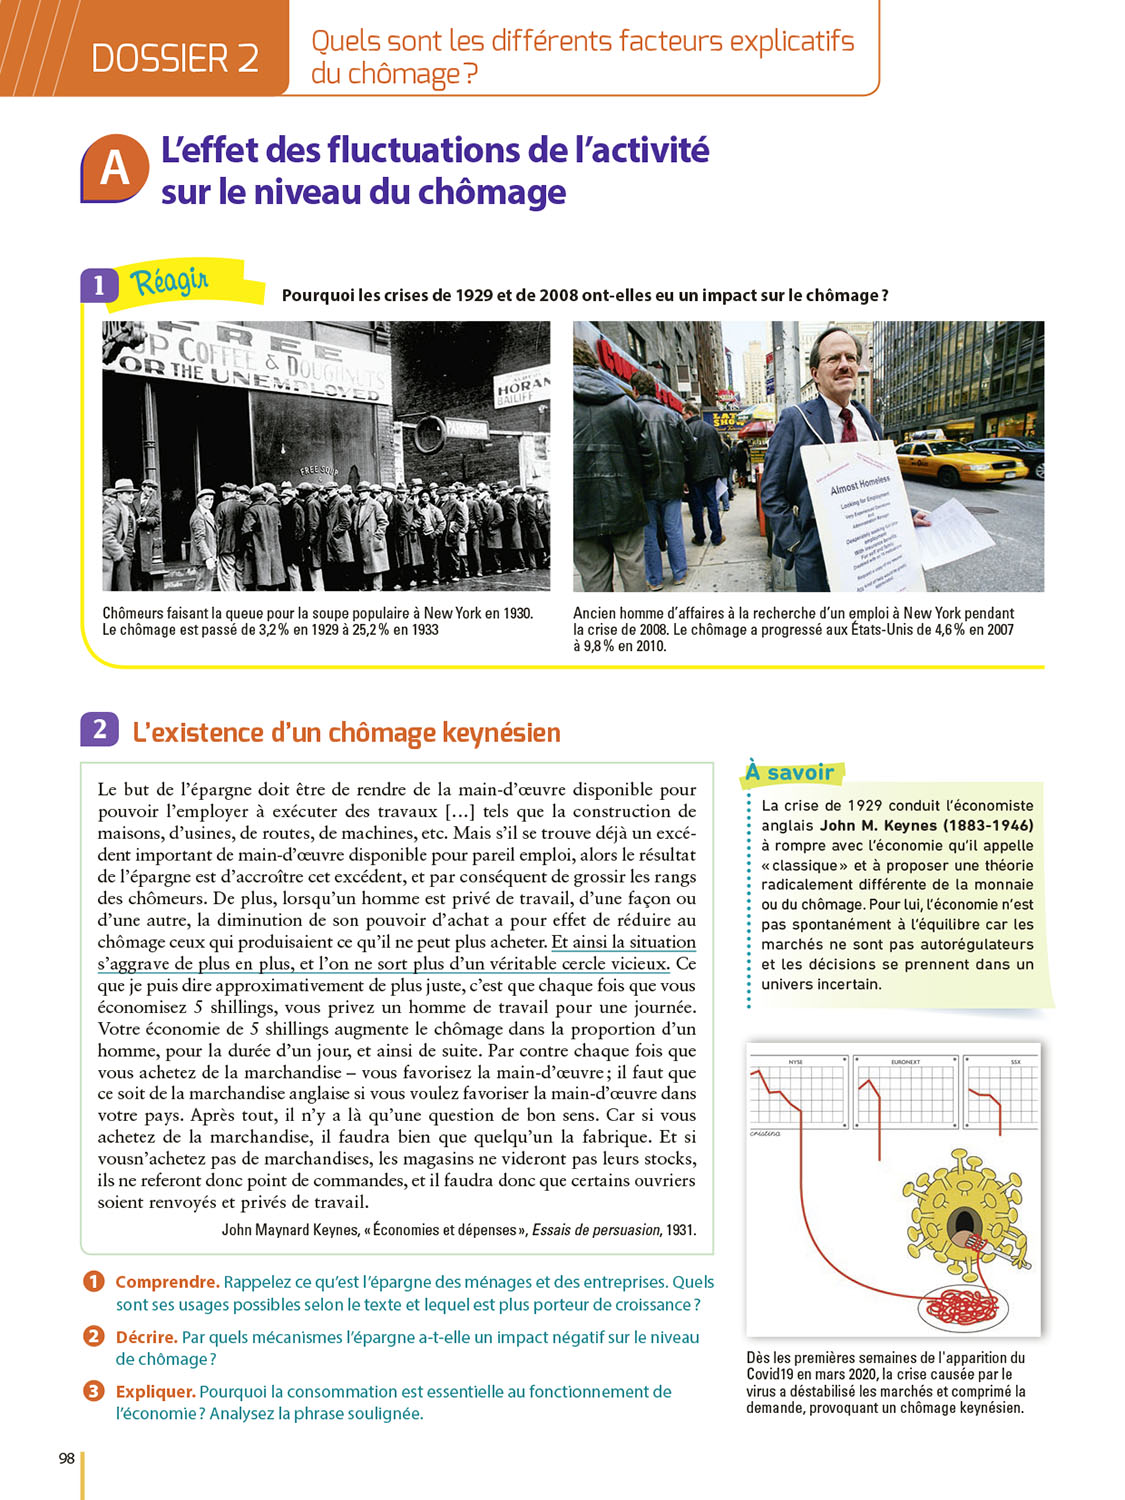 DOSSIER 2
Quels sont les différents facteurs explicatifs
du chômage ?
A
L’effet des fluctuations de l’activité
sur le niveau du chômage
1
Réagir
Pourquoi les crises de 1929 et de 2008 ont-elles eu un impact sur le chômage ?
FREE
UP COFFEE & DOUGHNUTS
OR THE UNEMPLOYED
HORAN
BAILIFF
FREE SOUP
LATE
SHOW
Almost Homeless
Looking for Employment
Chômeurs faisant la queue pour la soupe populaire à New York en 1930.
Le chômage est passé de 3,2 % en 1929 à 25,2 % en 1933
Ancien homme d’affaires à la recherche d’un emploi à New York pendant
la crise de 2008. Le chômage a progressé aux États-Unis de 4,6 % en 2007
à 9,8 % en 2010.
2
L’existence d’un chômage keynésien
Le but de l’épargne doit être de rendre de la main-d’œuvre disponible pour
pouvoir l’employer à exécuter des travaux [...] tels que la construction de
maisons, d’usines, de routes, de machines, etc. Mais s’il se trouve déjà un excé-
dent important de main-d’œuvre disponible pour pareil emploi, alors le résultat
de l’épargne est d’accroître cet excédent, et par conséquent de grossir les rangs
des chômeurs. De plus, lorsqu’un homme est privé de travail, d’une façon ou
d’une autre, la diminution de son pouvoir d’achat a pour effet de réduire au
chômage ceux qui produisaient ce qu’il ne peut plus acheter. Et ainsi la situation
s’aggrave de plus en plus, et l’on ne sort plus d’un véritable cercle vicieux. Ce
que je puis dire approximativement de plus juste, c’est que chaque fois que vous
économisez 5 shillings, vous privez un homme de travail pour une journée.
Votre économie de 5 shillings augmente le chômage dans la proportion d’un
homme, pour la durée d’un jour, et ainsi de suite. Par contre chaque fois que
vous achetez de la marchandise – vous favorisez la main-d’œuvre ; il faut que
ce soit de la marchandise anglaise si vous voulez favoriser la main-d’œuvre dans
votre pays. Après tout, il n’y a là qu’une question de bon sens. Car si vous
achetez de la marchandise, il faudra bien que quelqu’un la fabrique. Et si
vousn’achetez pas de marchandises, les magasins ne videront pas leurs stocks,
ils ne referont donc point de commandes, et il faudra donc que certains ouvriers
soient renvoyés et privés de travail.
John Maynard Keynes, « Économies et dépenses », Essais de persuasion, 1931.
À savoir
La crise de 1929 conduit l’économiste
anglais John M. Keynes (1883-1946)
à rompre avec l’économie qu’il appelle
« classique » et à proposer une théorie
radicalement différente de la monnaie
ou du chômage. Pour lui, l’économie n’est
pas spontanément à l’équilibre car les
marchés ne sont pas autorégulateurs
et les décisions se prennent dans un
univers incertain.
NYSE
EURONEXT
SSX
cristina
Dès les premières semaines de l'apparition du
Covid19 en mars 2020, la crise causée par le
virus a déstabilisé les marchés et comprimé la
demande, provoquant un chômage keynésien.
1 Comprendre. Rappelez ce qu’est l’épargne des ménages et des entreprises. Quels
sont ses usages possibles selon le texte et lequel est plus porteur de croissance ?
2 Décrire. Par quels mécanismes l’épargne a-t-elle un impact négatif sur le niveau
de chômage ?
3 Expliquer. Pourquoi la consommation est essentielle au fonctionnement de
l’économie ? Analysez la phrase soulignée.
98